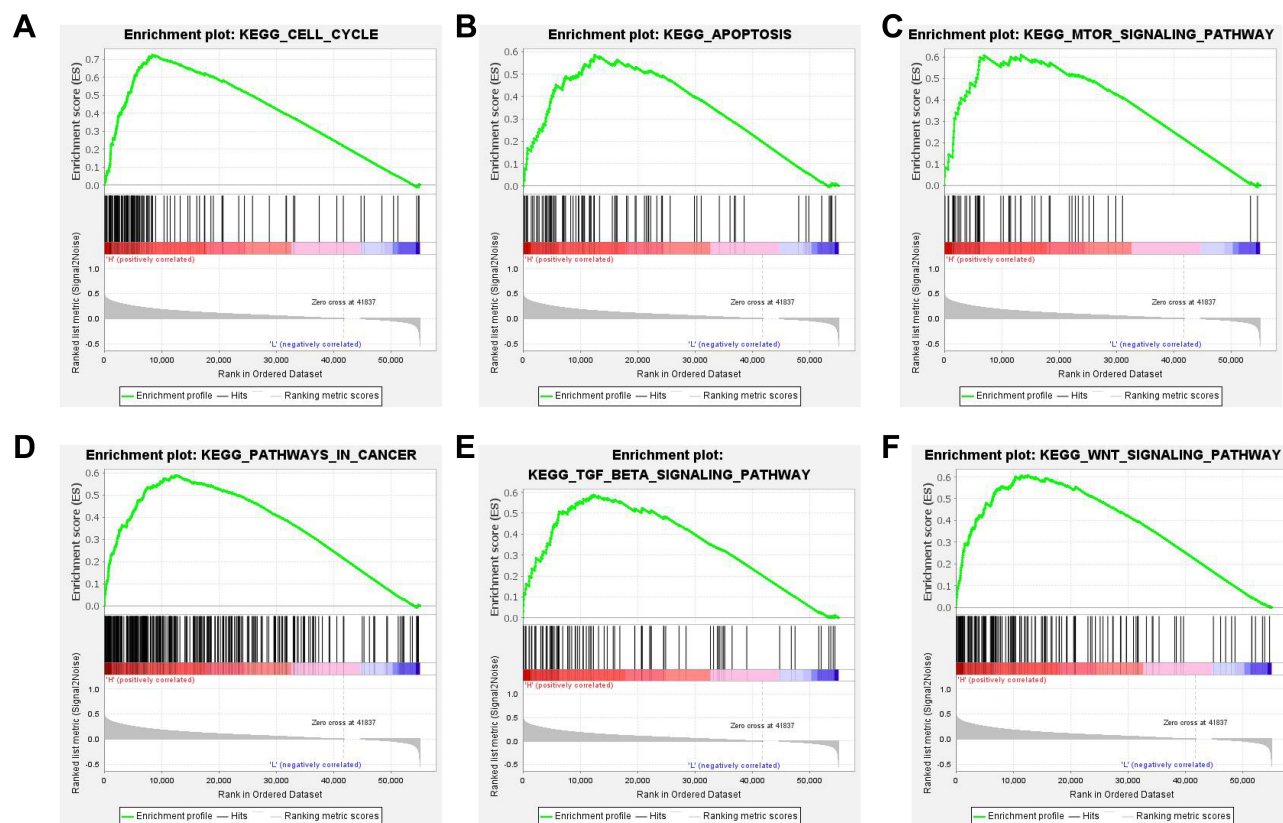 A
Enrichment plot: KEGG_CELL_CYCLE
Enrichment score (ES)
0.7
0.6
0.5
0.4
0.3
0.2
0.1
0.0
'H' (positively correlated)
Ranked list metric (Signal2Noise)
1.0
0.5
0.0
-0.5
Zero cross at 41837
'L' (negatively correlated)
0 10,000 20,000 30,000 40,000 50,000
Rank in Ordered Dataset
Enrichment profile Hits Ranking metric scores
B
Enrichment plot: KEGG_APOPTOSIS
Enrichment score (ES)
0.6
0.5
0.4
0.3
0.2
0.1
0.0
'H' (positively correlated)
Ranked list metric (Signal2Noise)
1.0
0.5
0.0
-0.5
Zero cross at 41837
'L' (negatively correlated)
0 10,000 20,000 30,000 40,000 50,000
Rank in Ordered Dataset
Enrichment profile Hits Ranking metric scores
C
Enrichment plot: KEGG_MTOR_SIGNALING_PATHWAY
Enrichment score (ES)
0.6
0.5
0.4
0.3
0.2
0.1
0.0
'H' (positively correlated)
Ranked list metric (Signal2Noise)
1.0
0.5
0.0
-0.5
Zero cross at 41837
'L' (negatively correlated)
0 10,000 20,000 30,000 40,000 50,000
Rank in Ordered Dataset
Enrichment profile Hits Ranking metric scores
D
Enrichment plot: KEGG_PATHWAYS_IN_CANCER
Enrichment score (ES)
0.6
0.5
0.4
0.3
0.2
0.1
0.0
'H' (positively correlated)
Ranked list metric (Signal2Noise)
1.0
0.5
0.0
-0.5
Zero cross at 41837
'L' (negatively correlated)
0 10,000 20,000 30,000 40,000 50,000
Rank in Ordered Dataset
Enrichment profile Hits Ranking metric scores
E
Enrichment plot:
KEGG_TGF_BETA_SIGNALING_PATHWAY
Enrichment score (ES)
0.6
0.5
0.4
0.3
0.2
0.1
0.0
'H' (positively correlated)
Ranked list metric (Signal2Noise)
1.0
0.5
0.0
-0.5
Zero cross at 41837
'L' (negatively correlated)
0 10,000 20,000 30,000 40,000 50,000
Rank in Ordered Dataset
Enrichment profile Hits Ranking metric scores
F
Enrichment plot: KEGG_WNT_SIGNALING_PATHWAY
Enrichment score (ES)
0.6
0.5
0.4
0.3
0.2
0.1
0.0
'H' (positively correlated)
Ranked list metric (Signal2Noise)
1.0
0.5
0.0
-0.5
Zero cross at 41837
'L' (negatively correlated)
0 10,000 20,000 30,000 40,000 50,000
Rank in Ordered Dataset
Enrichment profile Hits Ranking metric scores